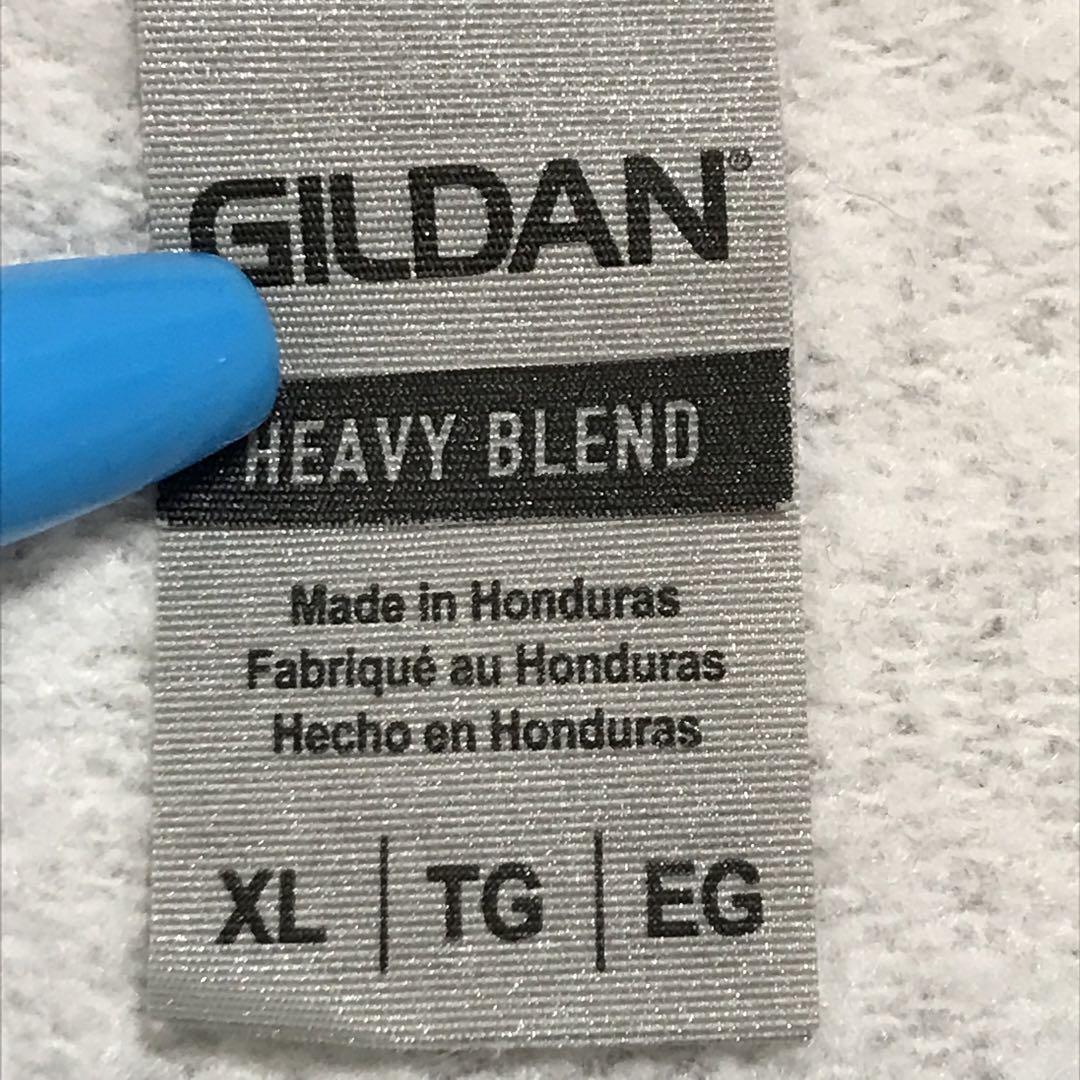 GILDAN®
HEAVY BLEND
Made in Honduras
Fabriqué au Honduras
Hecho en Honduras
XL | TG | EG